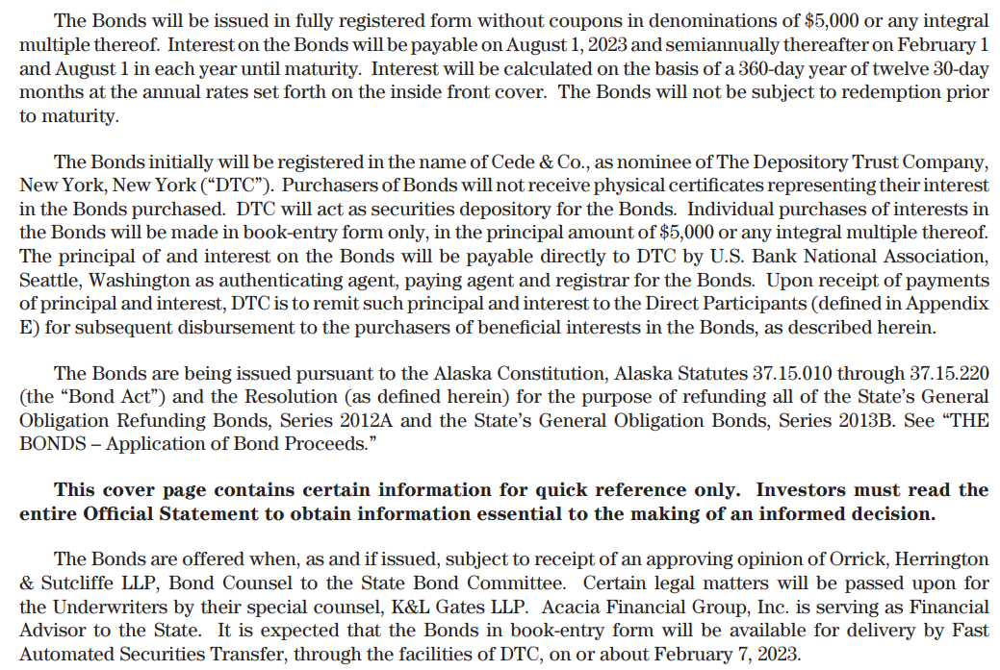 The Bonds will be issued in fully registered form without coupons in denominations of $5,000 or any integral
multiple thereof. Interest on the Bonds will be payable on August 1, 2023 and semiannually thereafter on February 1
and August 1 in each year until maturity. Interest will be calculated on the basis of a 360-day year of twelve 30-day
months at the annual rates set forth on the inside front cover. The Bonds will not be subject to redemption prior
to maturity.
The Bonds initially will be registered in the name of Cede & Co., as nominee of The Depository Trust Company,
New York, New York (“DTC”). Purchasers of Bonds will not receive physical certificates representing their interest
in the Bonds purchased. DTC will act as securities depository for the Bonds. Individual purchases of interests in
the Bonds will be made in book-entry form only, in the principal amount of $5,000 or any integral multiple thereof.
The principal of and interest on the Bonds will be payable directly to DTC by U.S. Bank National Association,
Seattle, Washington as authenticating agent, paying agent and registrar for the Bonds. Upon receipt of payments
of principal and interest, DTC is to remit such principal and interest to the Direct Participants (defined in Appendix
E) for subsequent disbursement to the purchasers of beneficial interests in the Bonds, as described herein.
The Bonds are being issued pursuant to the Alaska Constitution, Alaska Statutes 37.15.010 through 37.15.220
(the “Bond Act”) and the Resolution (as defined herein) for the purpose of refunding all of the State’s General
Obligation Refunding Bonds, Series 2012A and the State’s General Obligation Bonds, Series 2013B. See “THE
BONDS – Application of Bond Proceeds.”
This cover page contains certain information for quick reference only. Investors must read the
entire Official Statement to obtain information essential to the making of an informed decision.
The Bonds are offered when, as and if issued, subject to receipt of an approving opinion of Orrick, Herrington
& Sutcliffe LLP, Bond Counsel to the State Bond Committee. Certain legal matters will be passed upon for
the Underwriters by their special counsel, K&L Gates LLP. Acacia Financial Group, Inc. is serving as Financial
Advisor to the State. It is expected that the Bonds in book-entry form will be available for delivery by Fast
Automated Securities Transfer, through the facilities of DTC, on or about February 7, 2023.